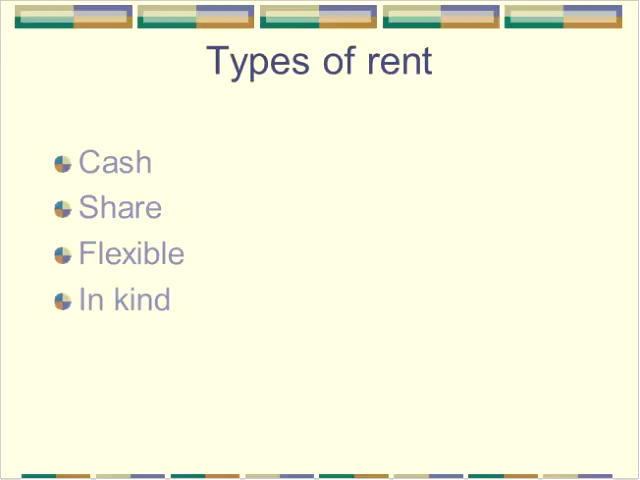 Types of rent
Cash
Share
Flexible
In kind